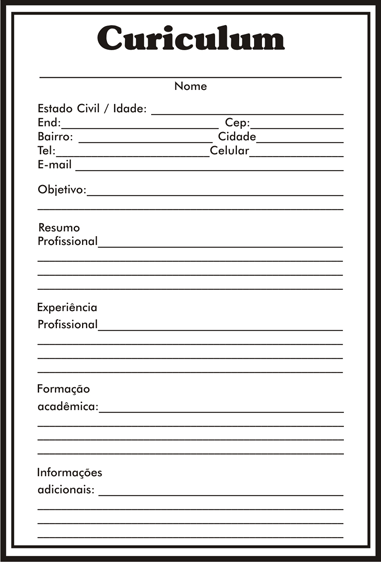 Curiculum
Nome
Estado Civil / Idade:
End: Cep:
Bairro: Cidade
Tel: Celular
E-mail
Objetivo:
Resumo
Profissional
Experiência
Profissional
Formação
acadêmica:
Informações
adicionais: